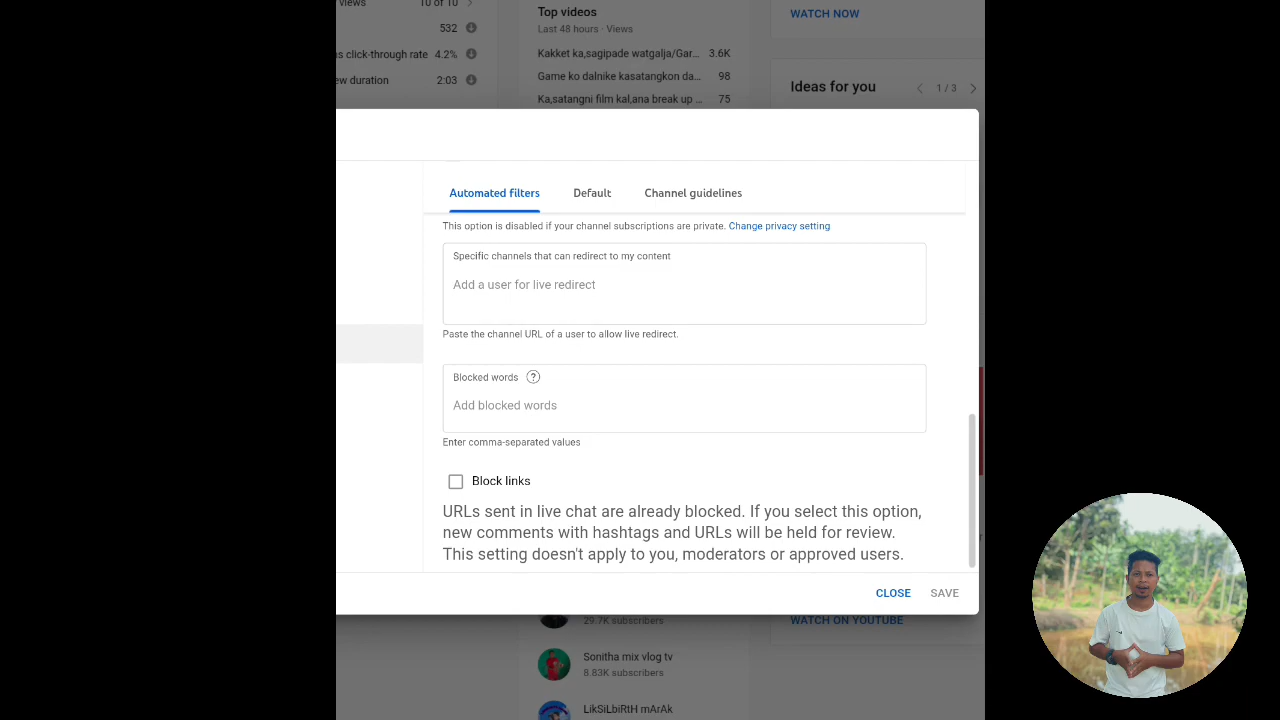 views 10 of 10
532
s click-through rate 4.2%
ew duration 2:03
Top videos
Last 48 hours · Views
Kakket ka,sagipade watgalja/Gar... 3.6K
Game ko dalnike kasatangkon da... 98
Ka,satangni film kal,ana break up ... 75
WATCH NOW
Ideas for you
1 / 3
Automated filters
Default
Channel guidelines
This option is disabled if your channel subscriptions are private. Change privacy setting
Specific channels that can redirect to my content
Add a user for live redirect
Paste the channel URL of a user to allow live redirect.
Blocked words ?
Add blocked words
Enter comma-separated values
Block links
URLs sent in live chat are already blocked. If you select this option,
new comments with hashtags and URLs will be held for review.
This setting doesn't apply to you, moderators or approved users.
CLOSE
SAVE
29.7K subscribers
WATCH ON YOUTUBE
Sonitha mix vlog tv
8.83K subscribers
LikSiLbiRtH mArAk